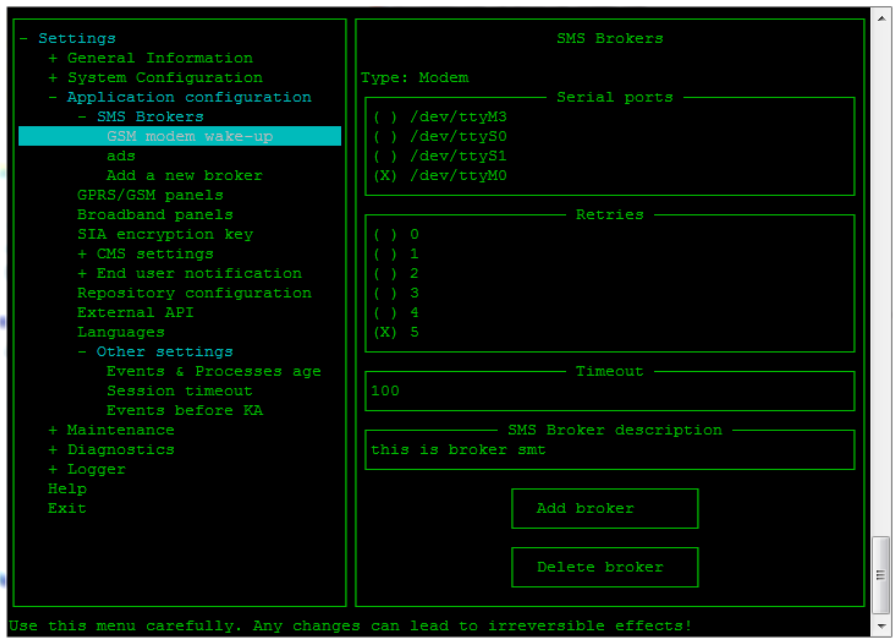 - Settings
+ General Information
+ System Configuration
- Application configuration
- SMS Brokers
GSM modem wake-up
ads
Add a new broker
GPRS/GSM panels
Broadband panels
SIA encryption key
+ CMS settings
+ End user notification
Repository configuration
External API
Languages
- Other settings
Events & Processes age
Session timeout
Events before KA
+ Maintenance
+ Diagnostics
+ Logger
Help
Exit
SMS Brokers
Type: Modem
Serial ports
( ) /dev/ttyM3
( ) /dev/ttyS0
( ) /dev/ttyS1
(X) /dev/ttyM0
Retries
( ) 0
( ) 1
( ) 2
( ) 3
( ) 4
(X) 5
Timeout
100
SMS Broker description
this is broker smt
Add broker
Delete broker
Use this menu carefully. Any changes can lead to irreversible effects!